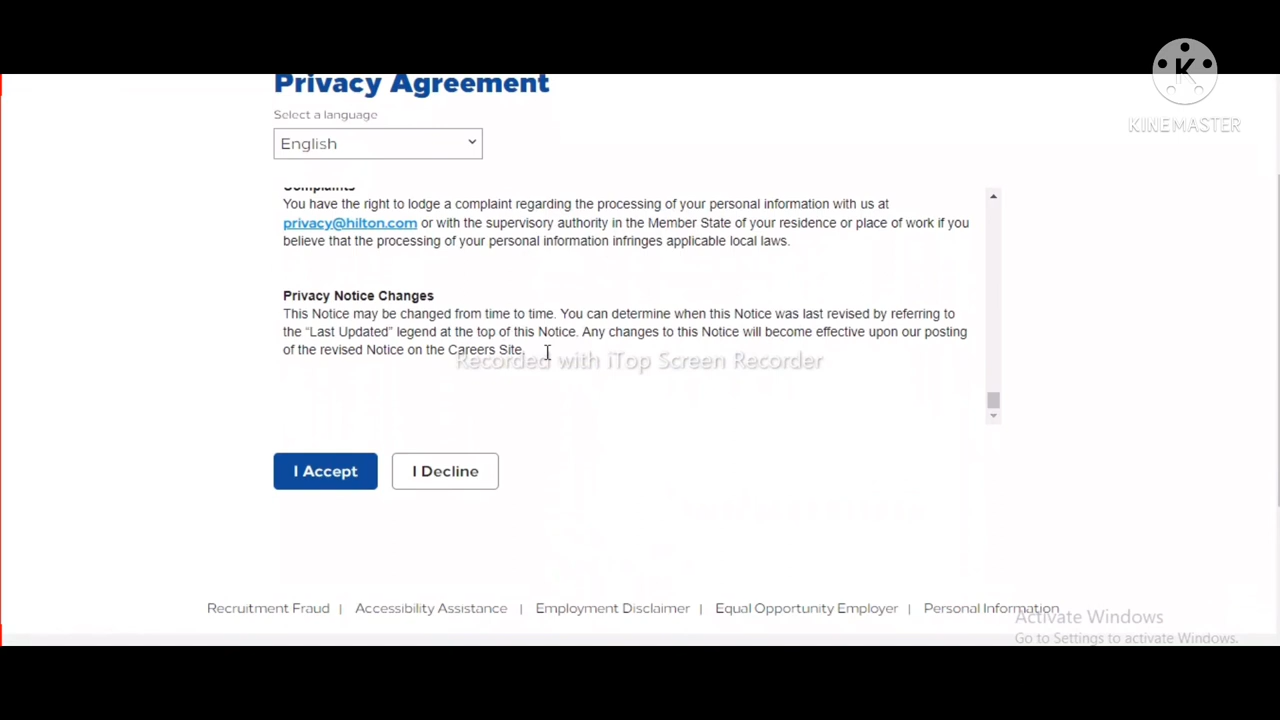 K
KINEMASTER
Privacy Agreement
Select a language
English
Complaints
You have the right to lodge a complaint regarding the processing of your personal information with us at
privacy@hilton.com or with the supervisory authority in the Member State of your residence or place of work if you
believe that the processing of your personal information infringes applicable local laws.
Privacy Notice Changes
This Notice may be changed from time to time. You can determine when this Notice was last revised by referring to
the “Last Updated” legend at the top of this Notice. Any changes to this Notice will become effective upon our posting
of the revised Notice on the Careers Site.
Recorded with iTop Screen Recorder
I Accept
I Decline
Recruitment Fraud | Accessibility Assistance | Employment Disclaimer | Equal Opportunity Employer | Personal Information
Activate Windows
Go to Settings to activate Windows.